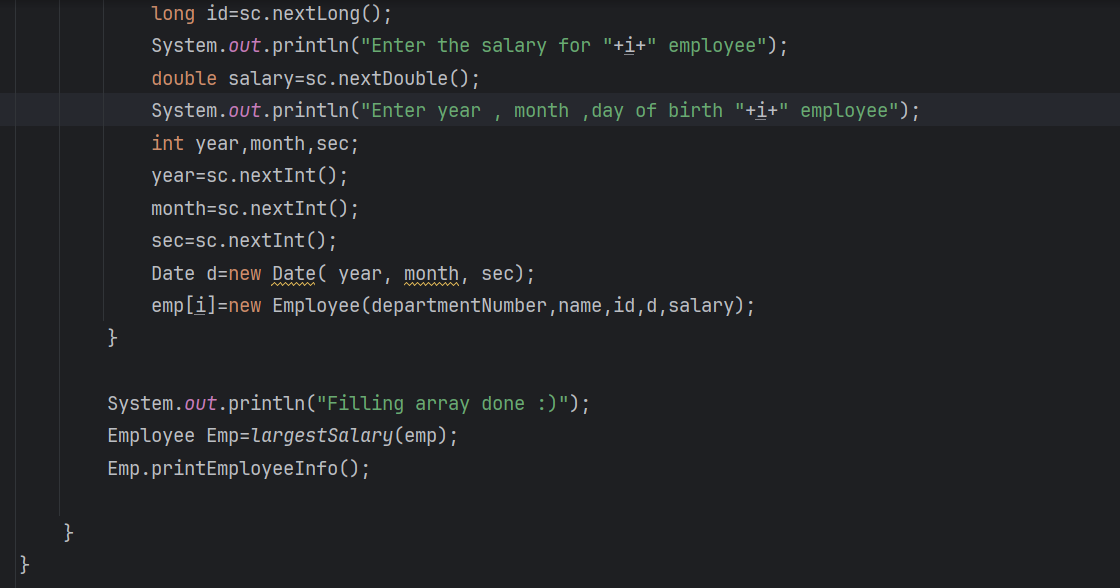 long id=sc.nextLong();
System.out.println("Enter the salary for "+i+" employee");
double salary=sc.nextDouble();
System.out.println("Enter year , month ,day of birth "+i+" employee");
int year,month,sec;
year=sc.nextInt();
month=sc.nextInt();
sec=sc.nextInt();
Date d=new Date( year, month, sec);
emp[i]=new Employee(departmentNumber,name,id,d,salary);
}
System.out.println("Filling array done :)");
Employee Emp=largestSalary(emp);
Emp.printEmployeeInfo();
}
}